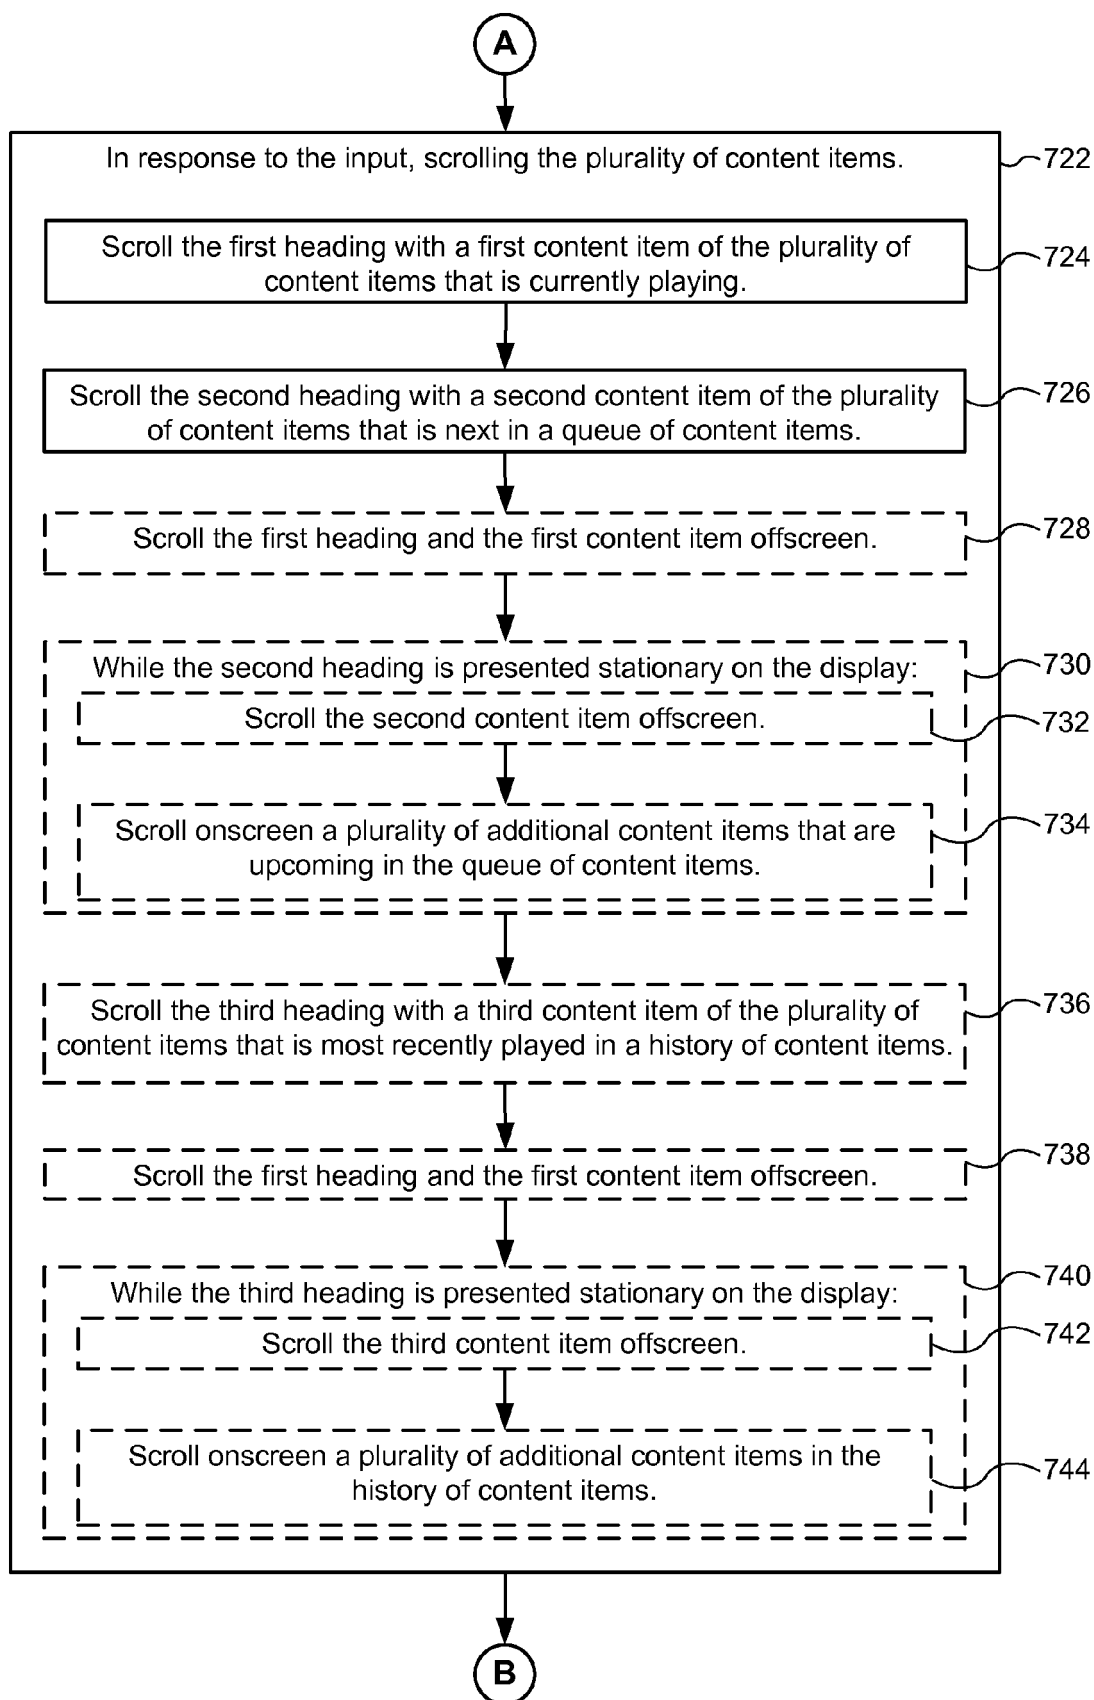 A
In response to the input, scrolling the plurality of content items.
722
Scroll the first heading with a first content item of the plurality of
content items that is currently playing.
724
Scroll the second heading with a second content item of the plurality
of content items that is next in a queue of content items.
726
Scroll the first heading and the first content item offscreen.
728
While the second heading is presented stationary on the display:
730
Scroll the second content item offscreen.
732
Scroll onscreen a plurality of additional content items that are
upcoming in the queue of content items.
734
Scroll the third heading with a third content item of the plurality of
content items that is most recently played in a history of content items.
736
Scroll the first heading and the first content item offscreen.
738
While the third heading is presented stationary on the display:
740
Scroll the third content item offscreen.
742
Scroll onscreen a plurality of additional content items in the
history of content items.
744
B